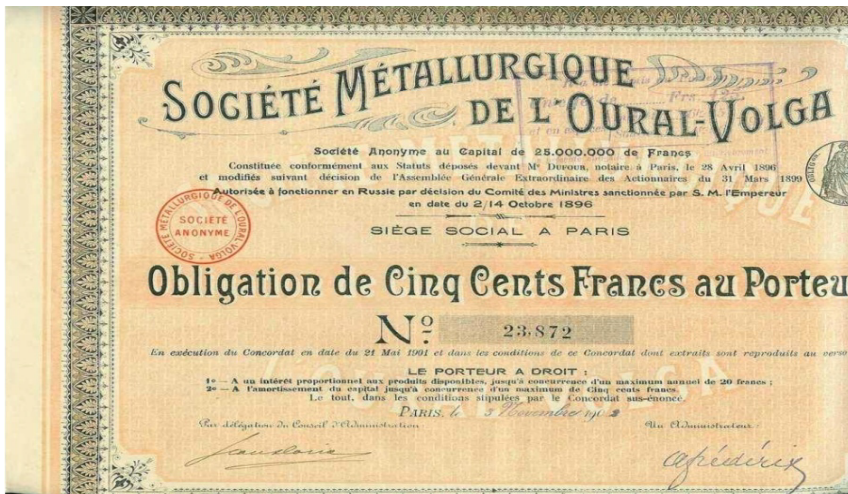 SOCIÉTÉ MÉTALLURGIQUE
DE L'OURAL-VOLGA
Société Anonyme au Capital de 25.000.000 de Francs
Constituée conformément aux Statuts déposés devant Me DUFOUR, notaire à Paris, le 28 Avril 1896
et modifiés suivant décision de l'Assemblée Générale Extraordinaire des Actionnaires du 31 Mars 1899
Autorisée à fonctionner en Russie par décision du Comité des Ministres sanctionnée par S. M. l'Empereur
en date du 2/14 Octobre 1896
SOCIÉTÉ MÉTALLURGIQUE DE L'OURAL-VOLGA
SOCIÉTÉ
ANONYME
SIÈGE SOCIAL A PARIS
Obligation de Cinq Cents Francs au Porteu
No 23.872
En exécution du Concordat en date du 21 Mai 1901 et dans les conditions de ce Concordat dont extraits sont reproduits au verso
LE PORTEUR A DROIT :
1o — A un intérêt proportionnel aux produits disponibles, jusqu'à concurrence d'un maximum annuel de 20 francs ;
2o — A l'amortissement du capital jusqu'à concurrence d'un maximum de Cinq cents francs.
Le tout, dans les conditions stipulées par le Concordat sus-énoncé.
PARIS, le 3 Novembre 1902
Par délégation du Conseil d'Administration
Un Administrateur